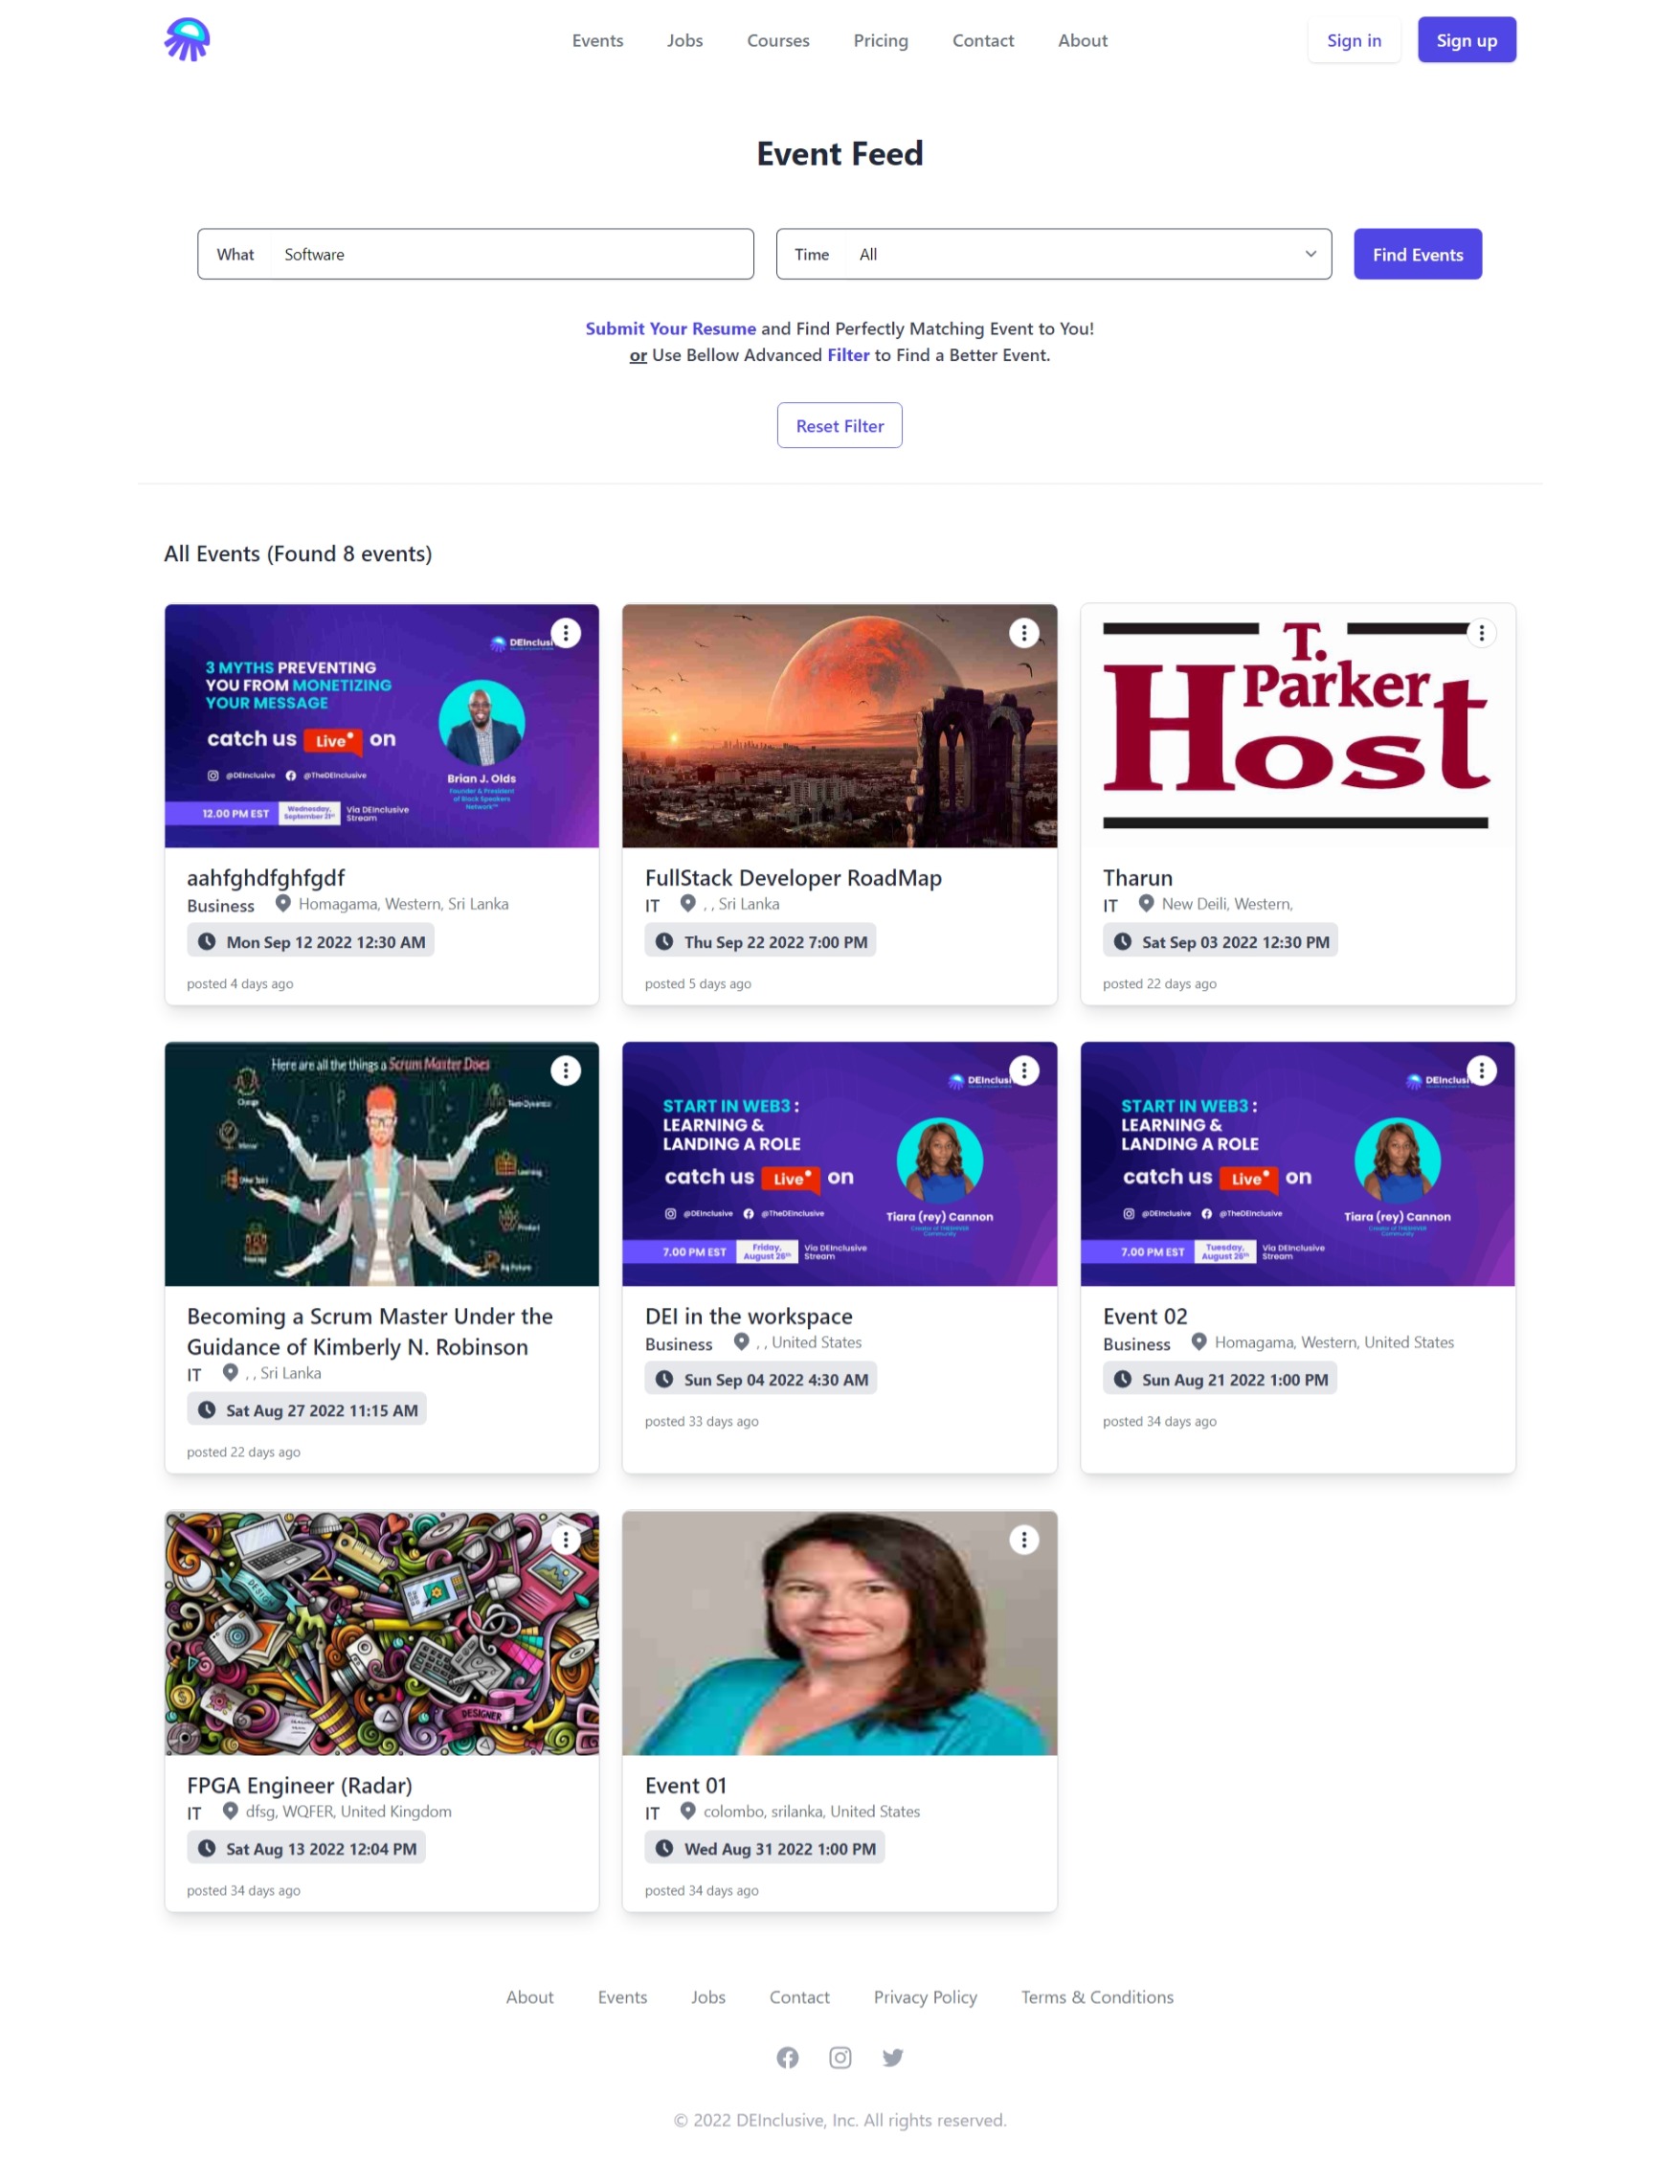 Events Jobs Courses Pricing Contact About Sign in Sign up
Event Feed
What Software Time All Find Events
Submit Your Resume and Find Perfectly Matching Event to You!
or Use Bellow Advanced Filter to Find a Better Event.
Reset Filter
All Events (Found 8 events)
DEInclusi
3 MYTHS PREVENTING
YOU FROM MONETIZING
YOUR MESSAGE
catch us Live on
@DEInclusive @TheDEInclusive
Brian J. Olds
Founder & President
of Black Speakers
Network™
12.00 PM EST
Wednesday,
September 21st
Via DEInclusive
Stream
aahfghdfghfgdf
Business Homagama, Western, Sri Lanka
Mon Sep 12 2022 12:30 AM
posted 4 days ago
FullStack Developer RoadMap
IT , , Sri Lanka
Thu Sep 22 2022 7:00 PM
posted 5 days ago
T.
Parker
Host
Tharun
IT New Deili, Western,
Sat Sep 03 2022 12:30 PM
posted 22 days ago
Here are all the things a Scrum Master Does
Change
Learning
Product
Big Future
Becoming a Scrum Master Under the
Guidance of Kimberly N. Robinson
IT , , Sri Lanka
Sat Aug 27 2022 11:15 AM
posted 22 days ago
DEInclusi
START IN WEB3 :
LEARNING &
LANDING A ROLE
catch us Live on
@DEInclusive @TheDEInclusive
Tiara (rey) Cannon
Community
7.00 PM EST
Friday,
August 26th
Via DEInclusive
Stream
DEI in the workspace
Business , , United States
Sun Sep 04 2022 4:30 AM
posted 33 days ago
DEInclusi
START IN WEB3 :
LEARNING &
LANDING A ROLE
catch us Live on
@DEInclusive @TheDEInclusive
Tiara (rey) Cannon
Community
7.00 PM EST
Tuesday,
August 26th
Via DEInclusive
Stream
Event 02
Business Homagama, Western, United States
Sun Aug 21 2022 1:00 PM
posted 34 days ago
DESIGN
DESIGNER
FPGA Engineer (Radar)
IT dfsg, WQFER, United Kingdom
Sat Aug 13 2022 12:04 PM
posted 34 days ago
Event 01
IT colombo, srilanka, United States
Wed Aug 31 2022 1:00 PM
posted 34 days ago
About Events Jobs Contact Privacy Policy Terms & Conditions
© 2022 DEInclusive, Inc. All rights reserved.